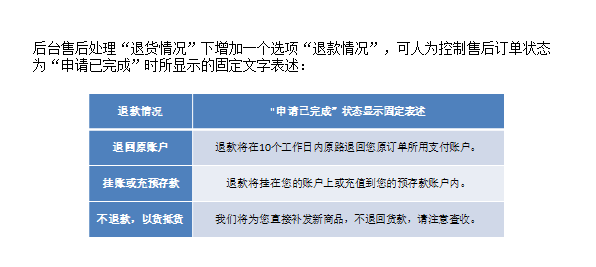 后台售后处理“退货情况”下增加一个选项“退款情况”，可人为控制售后订单状态
为“申请已完成”时所显示的固定文字表述：
退款情况 “申请已完成”状态显示固定表述
退回原账户 退款将在10个工作日内原路退回您原订单所用支付账户。
挂账或充预存款 退款将挂在您的账户上或充值到您的预存款账户内。
不退款，以货抵货 我们将为您直接补发新商品，不退回货款，请注意查收。